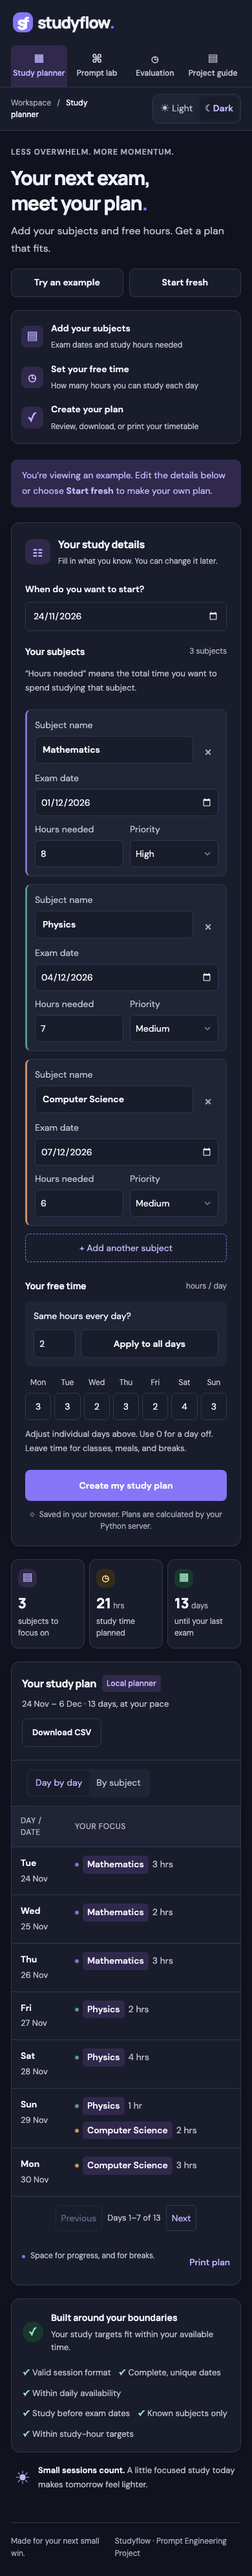 sf studyflow.
Study planner
Prompt lab
Evaluation
Project guide
Workspace / Study planner
Light
Dark
LESS OVERWHELM. MORE MOMENTUM.
Your next exam,
meet your plan.
Add your subjects and free hours. Get a plan
that fits.
Try an example
Start fresh
Add your subjects
Exam dates and study hours needed
Set your free time
How many hours you can study each day
Create your plan
Review, download, or print your timetable
You're viewing an example. Edit the details below
or choose Start fresh to make your own plan.
Your study details
Fill in what you know. You can change it later.
When do you want to start?
24/11/2026
Your subjects
3 subjects
“Hours needed” means the total time you want to
spend studying that subject.
Subject name
Mathematics
×
Exam date
01/12/2026
Hours needed
Priority
8
High
Subject name
Physics
×
Exam date
04/12/2026
Hours needed
Priority
7
Medium
Subject name
Computer Science
×
Exam date
07/12/2026
Hours needed
Priority
6
Medium
+ Add another subject
Your free time
hours / day
Same hours every day?
2
Apply to all days
Mon Tue Wed Thu Fri Sat Sun
3 3 2 3 2 4 3
Adjust individual days above. Use 0 for a day off.
Leave time for classes, meals, and breaks.
Create my study plan
Saved in your browser. Plans are calculated by your
Python server.
3
subjects to
focus on
21 hrs
study time
planned
13 days
until your last
exam
Your study plan
Local planner
24 Nov – 6 Dec · 13 days, at your pace
Download CSV
Day by day
By subject
DAY /
DATE
YOUR FOCUS
Tue
24 Nov
Mathematics 3 hrs
Wed
25 Nov
Mathematics 2 hrs
Thu
26 Nov
Mathematics 3 hrs
Fri
27 Nov
Physics 2 hrs
Sat
28 Nov
Physics 4 hrs
Sun
29 Nov
Physics 1 hr
Computer Science 2 hrs
Mon
30 Nov
Computer Science 3 hrs
Previous
Days 1–7 of 13
Next
Space for progress, and for breaks.
Print plan
Built around your boundaries
Your study targets fit within your available
time.
✓ Valid session format ✓ Complete, unique dates
✓ Within daily availability
✓ Study before exam dates ✓ Known subjects only
✓ Within study-hour targets
Small sessions count. A little focused study today
makes tomorrow feel lighter.
Made for your next small
win.
Studyflow · Prompt Engineering
Project